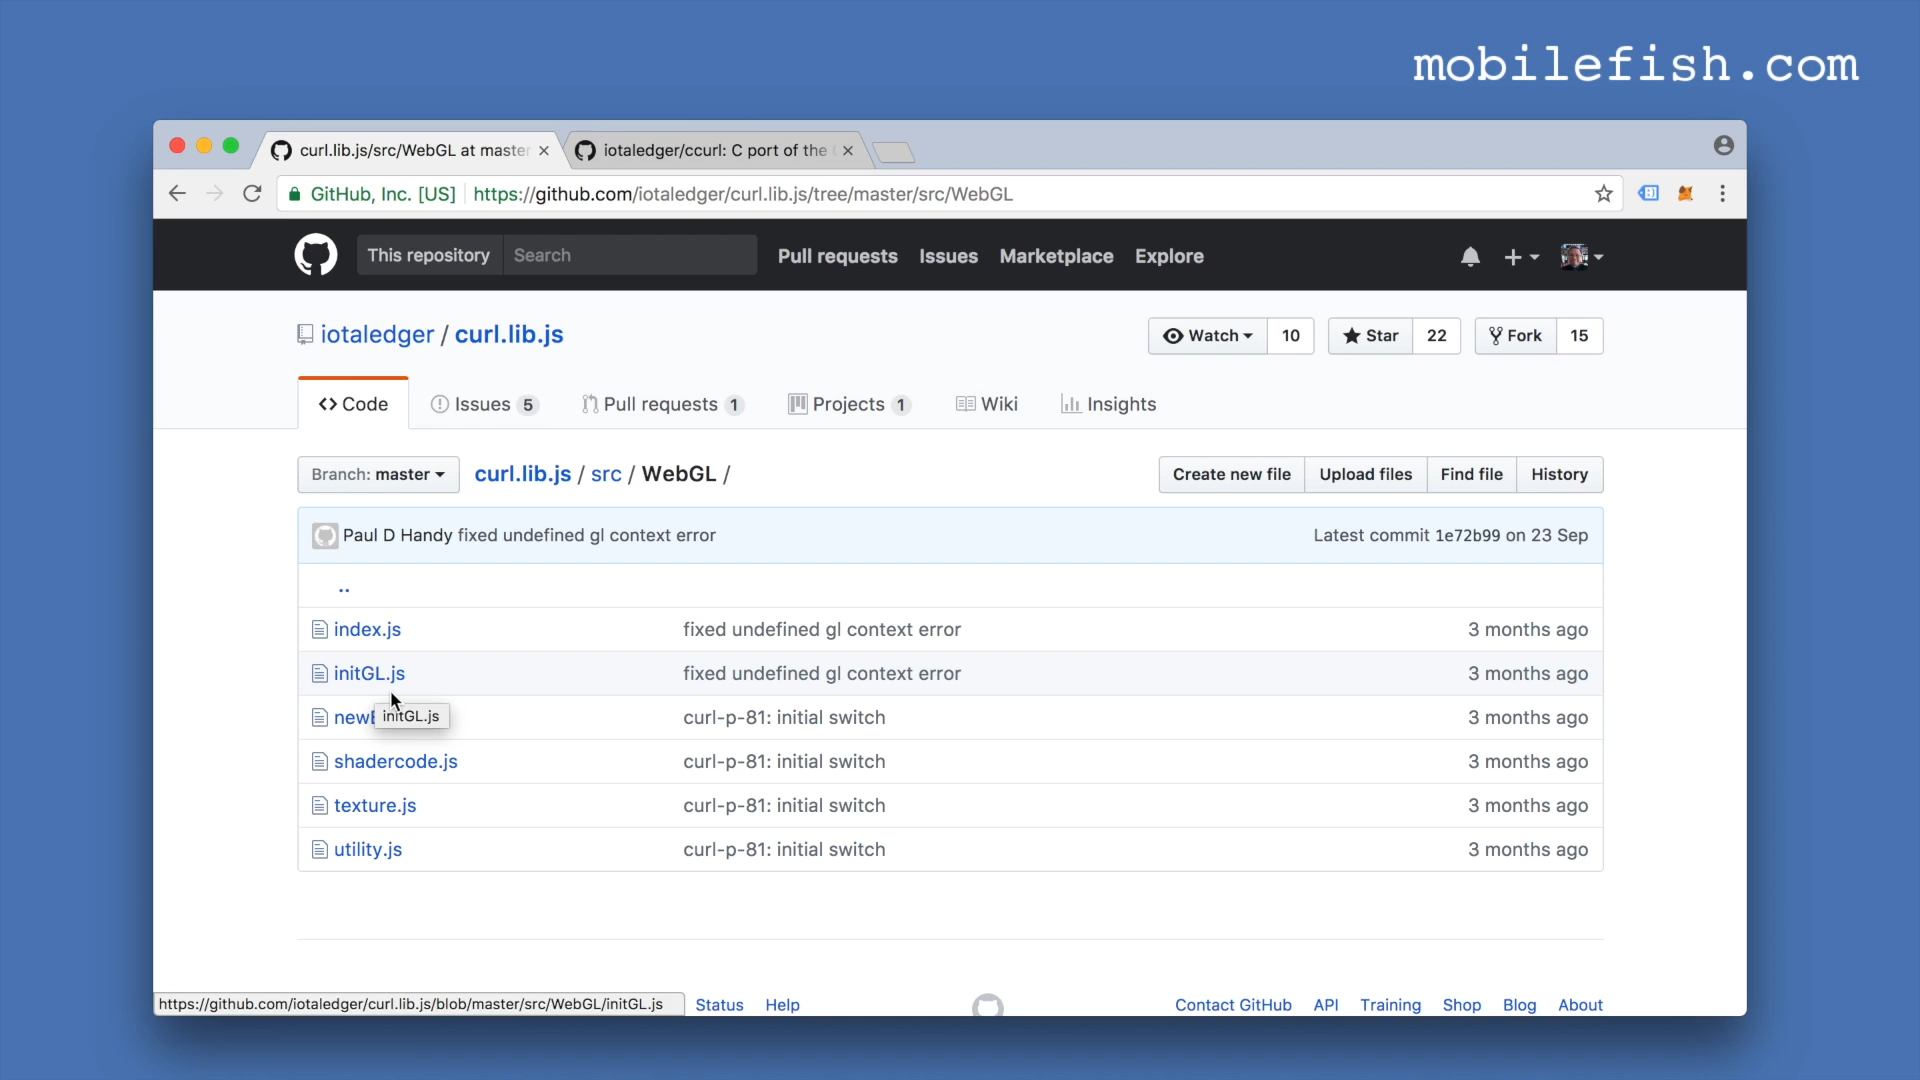 mobilefish.com
curl.lib.js/src/WebGL at master
iotaledger/ccurl: C port of the
GitHub, Inc. [US] https://github.com/iotaledger/curl.lib.js/tree/master/src/WebGL
This repository Search Pull requests Issues Marketplace Explore
iotaledger / curl.lib.js Watch 10 Star 22 Fork 15
Code Issues 5 Pull requests 1 Projects 1 Wiki Insights
Branch: master curl.lib.js / src / WebGL / Create new file Upload files Find file History
Paul D Handy fixed undefined gl context error Latest commit 1e72b99 on 23 Sep
..
index.js fixed undefined gl context error 3 months ago
initGL.js fixed undefined gl context error 3 months ago
initGL.js curl-p-81: initial switch 3 months ago
shadercode.js curl-p-81: initial switch 3 months ago
texture.js curl-p-81: initial switch 3 months ago
utility.js curl-p-81: initial switch 3 months ago
https://github.com/iotaledger/curl.lib.js/blob/master/src/WebGL/initGL.js Status Help Contact GitHub API Training Shop Blog About